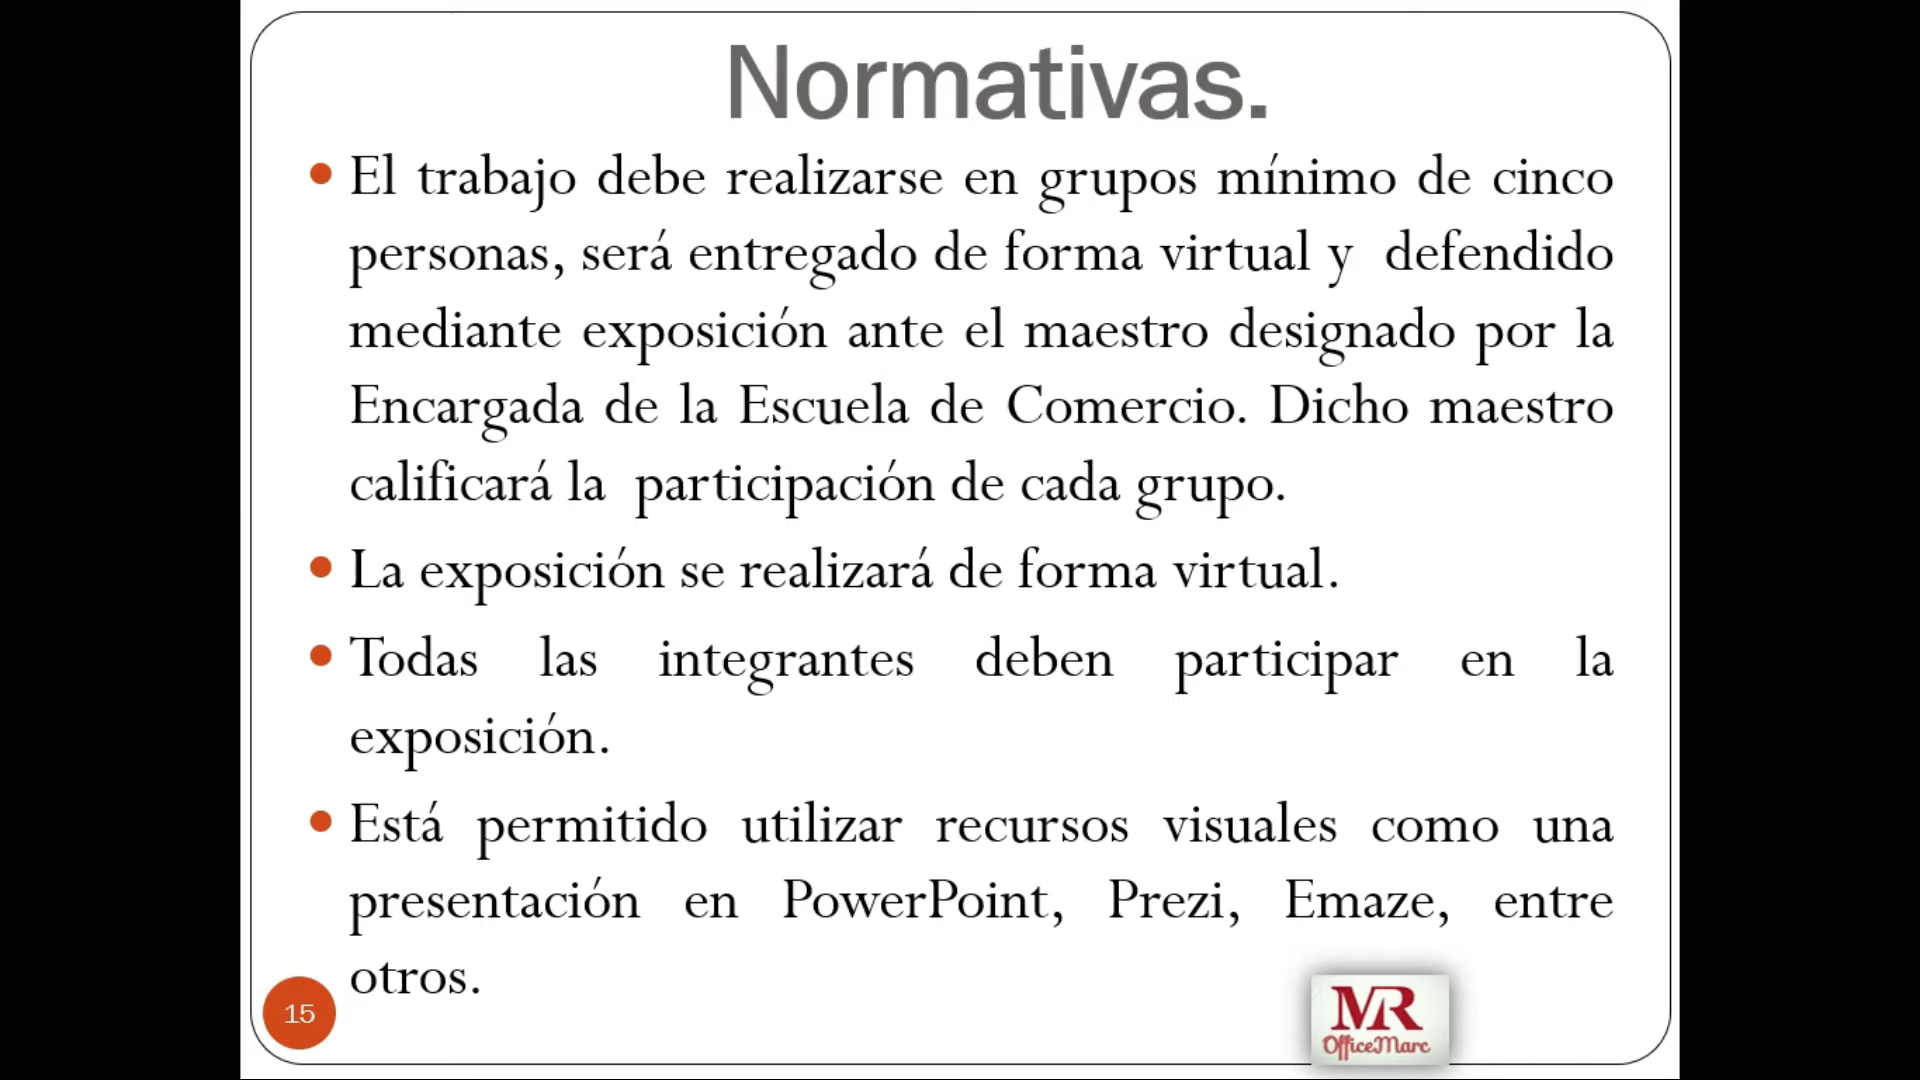 Normativas.
El trabajo debe realizarse en grupos mínimo de cinco
personas, será entregado de forma virtual y defendido
mediante exposición ante el maestro designado por la
Encargada de la Escuela de Comercio. Dicho maestro
calificará la participación de cada grupo.
La exposición se realizará de forma virtual.
Todas las integrantes deben participar en la
exposición.
Está permitido utilizar recursos visuales como una
presentación en PowerPoint, Prezi, Emaze, entre
otros.
15
MR
OfficeMarc